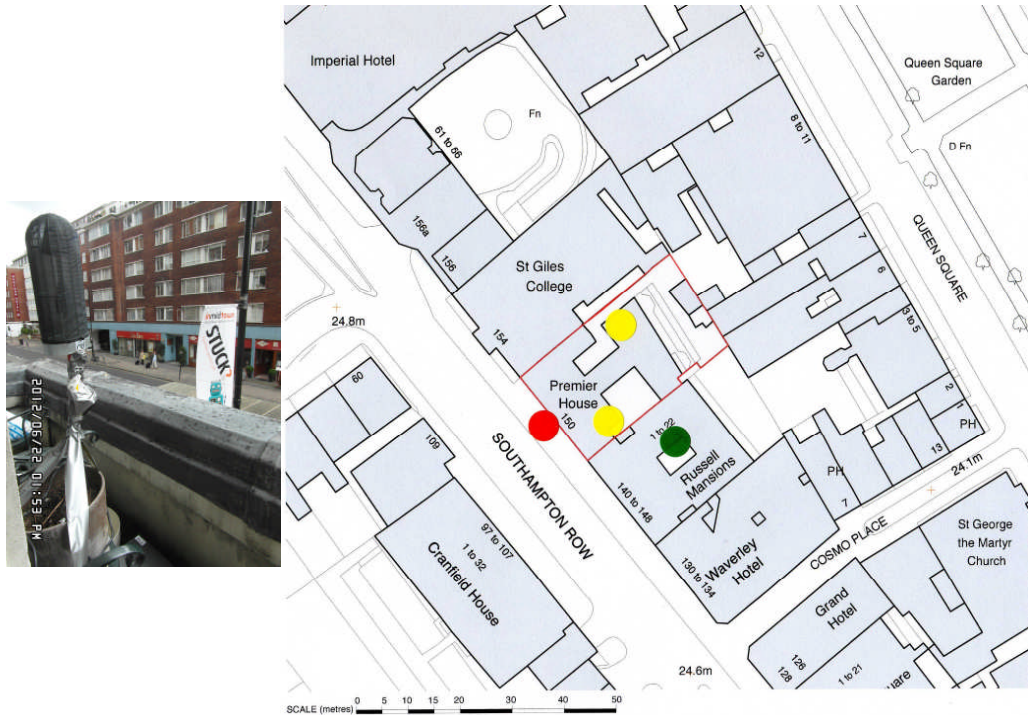 inmidtown
STUCK?
2012/06/22 01:53 PM
Imperial Hotel
61 to 66
Fn
12
8 to 11
Queen Square
Garden
D Fn
156a
156
St Giles
College
154
24.8m
QUEEN SQUARE
7
6
3 to 5
2
1
PH
13
24.1m
60
109
Premier
House
150
1 to 22
Russell
Mansions
140 to 148
SOUTHAMPTON ROW
97 to 107
1 to 32
Cranfield House
Waverley
Hotel
130 to 134
PH
7
COSMO PLACE
St George
the Martyr
Church
Grand
Hotel
126
128
1 to 21
uare
24.6m
SCALE (metres)
0 5 10 15 20 30 40 50